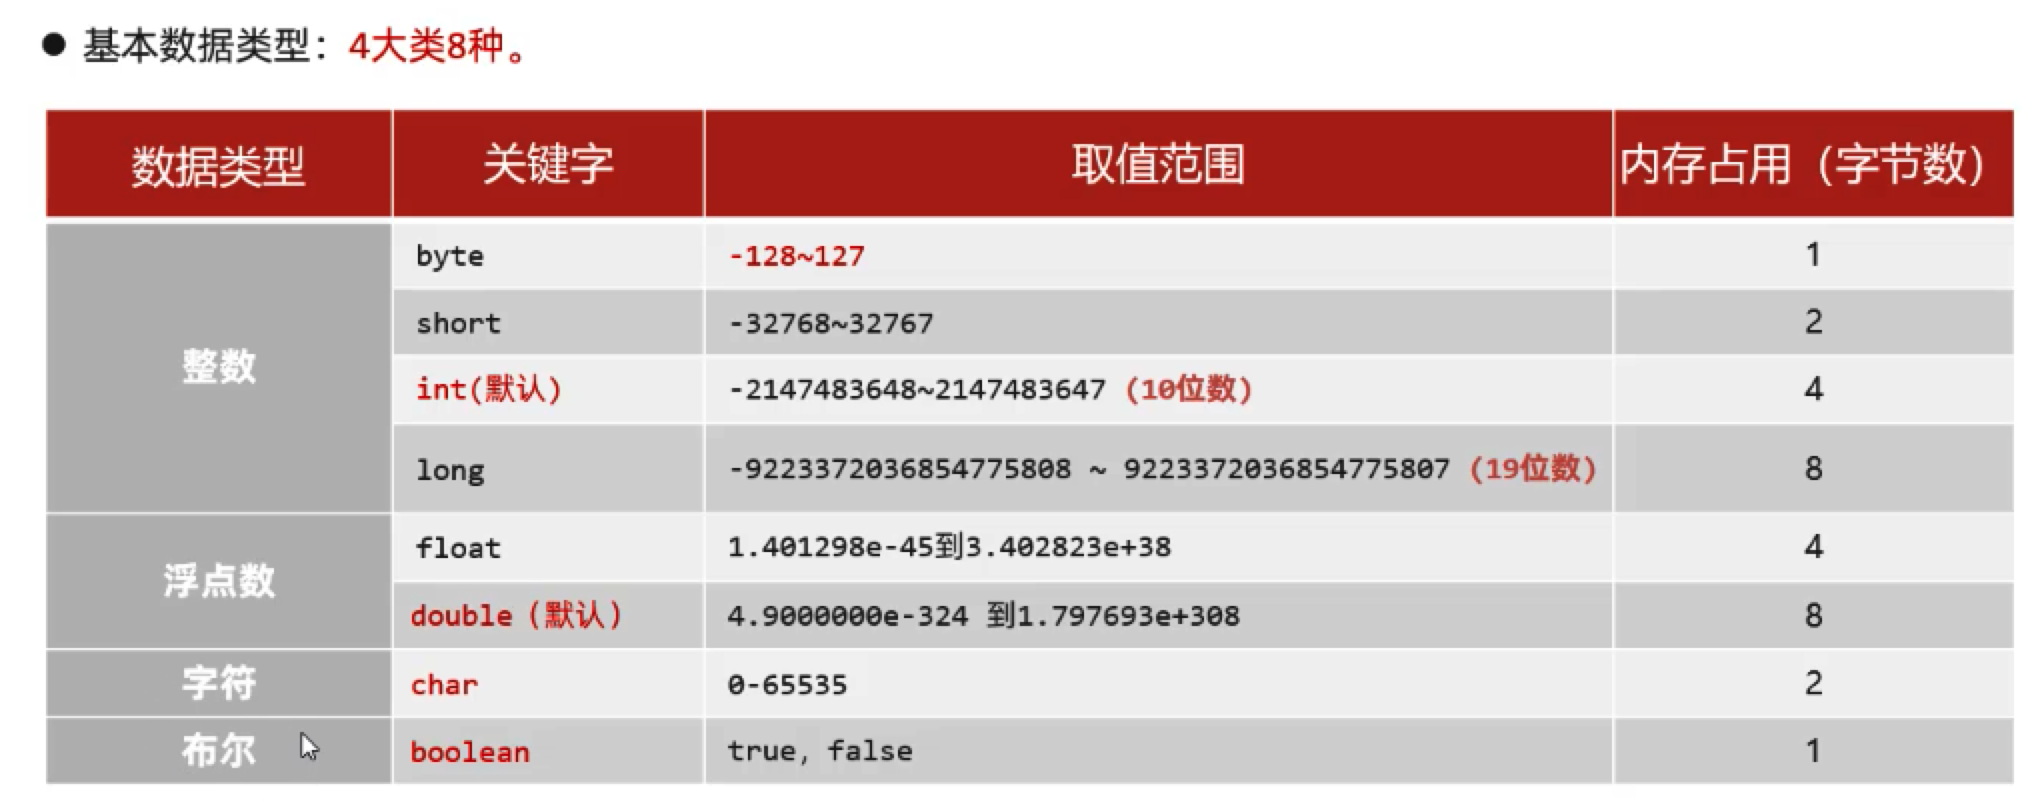 ● 基本数据类型：4大类8种。
数据类型 关键字 取值范围 内存占用（字节数）
整数 byte -128~127 1
short -32768~32767 2
int(默认) -2147483648~2147483647 (10位数) 4
long -9223372036854775808 ~ 9223372036854775807 (19位数) 8
浮点数 float 1.401298e-45到3.402823e+38 4
double（默认） 4.9000000e-324 到1.797693e+308 8
字符 char 0-65535 2
布尔 boolean true, false 1